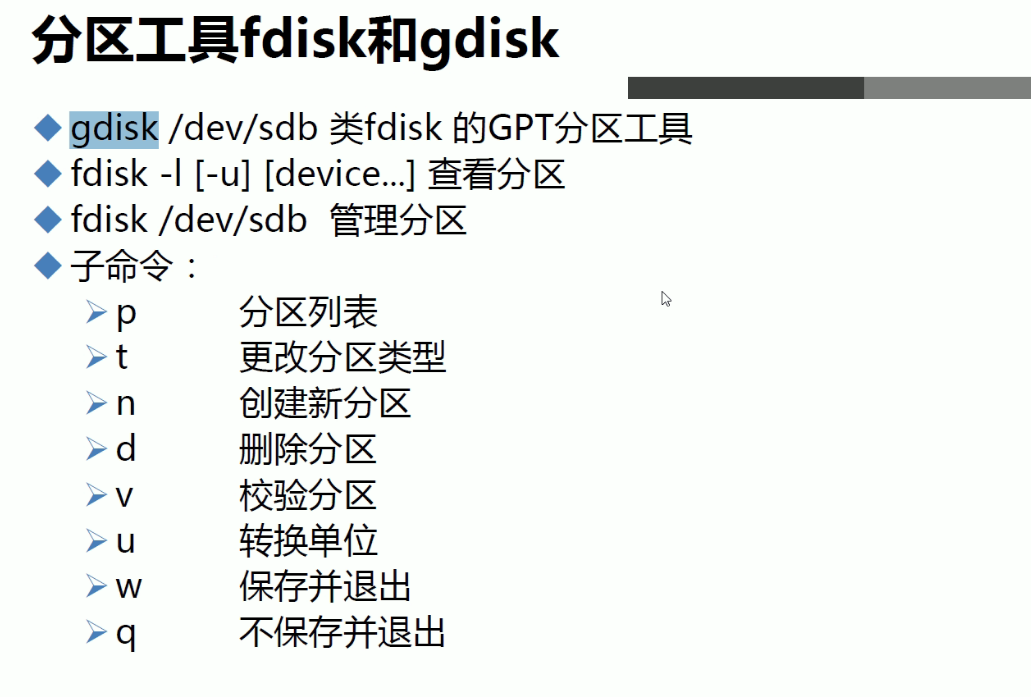 分区工具fdisk和gdisk
gdisk /dev/sdb 类fdisk 的GPT分区工具
fdisk -l [-u] [device...] 查看分区
fdisk /dev/sdb 管理分区
子命令：
p 分区列表
t 更改分区类型
n 创建新分区
d 删除分区
v 校验分区
u 转换单位
w 保存并退出
q 不保存并退出